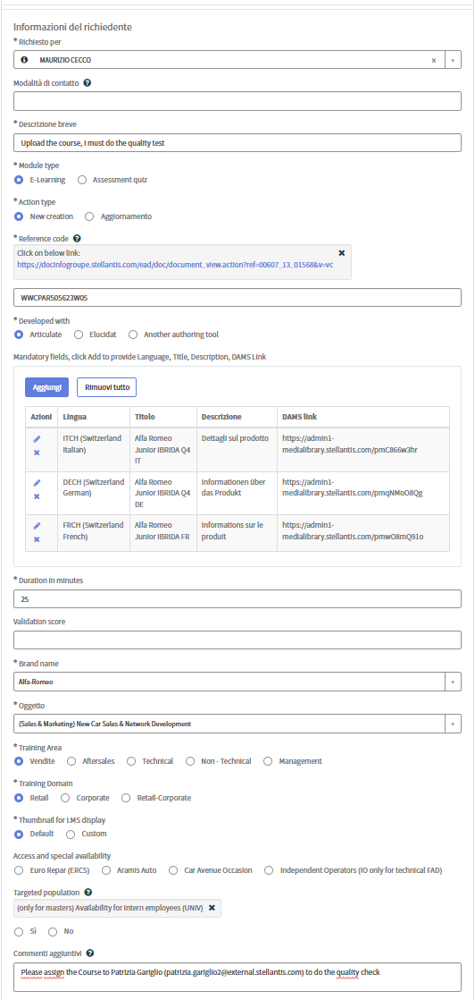 Informazioni del richiedente
* Richiesto per
MAURIZIO CECCO
Modalità di contatto
* Descrizione breve
Upload the course, I must do the quality test
* Module type
E-Learning
Assessment quiz
* Action type
New creation
Aggiornamento
* Reference code
Click on below link:
https://docinfogroupe.stellantis.com/ead/doc/document_view.action?ref=00607_13_01568&v=vc
WWCPAR505623W05
* Developed with
Articulate
Elucidat
Another authoring tool
Mandatory fields, click Add to provide Language, Title, Description, DAMS Link
Aggiungi
Rimuovi tutto
Azioni Lingua Titolo Descrizione DAMS link
ITCH (Switzerland Italian)
Alfa Romeo Junior IBRIDA Q4 IT
Dettagli sul prodotto
https://admin1-medialibrary.stellantis.com/pmC866w3hr
DECH (Switzerland German)
Alfa Romeo Junior IBRIDA Q4 DE
Informationen über das Produkt
https://admin1-medialibrary.stellantis.com/pmqNMoO8Qg
FRCH (Switzerland French)
Alfa Romeo Junior IBRIDA FR
Informations sur le produit
https://admin1-medialibrary.stellantis.com/pmwO8mQ91o
* Duration in minutes
25
Validation score
* Brand name
Alfa-Romeo
* Oggetto
(Sales & Marketing) New Car Sales & Network Development
* Training Area
Vendite
Aftersales
Technical
Non - Technical
Management
* Training Domain
Retail
Corporate
Retail-Corporate
* Thumbnail for LMS display
Default
Custom
Access and special availability
Euro Repar (ERCS)
Aramis Auto
Car Avenue Occasion
Independent Operators (IO only for technical FAD)
Targeted population
(only for masters) Availability for intern employees (UNIV)
Sì
No
Commenti aggiuntivi
Please assign the Course to Patrizia Gariglio (patrizia.gariglio2@external.stellantis.com) to do the quality check